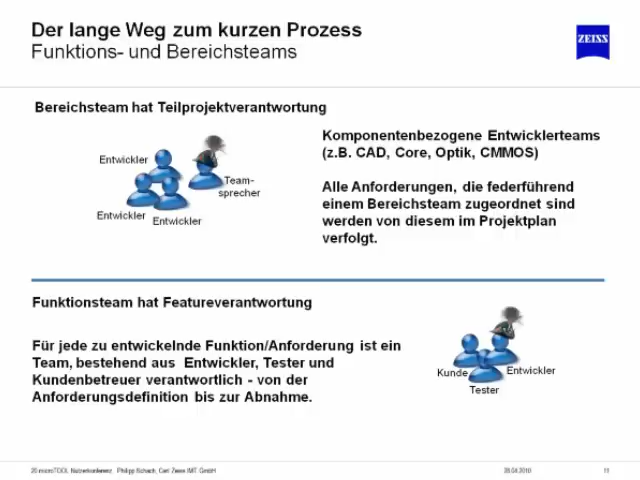 Der lange Weg zum kurzen Prozess
Funktions- und Bereichsteams
ZEISS
Bereichsteam hat Teilprojektverantwortung
Komponentenbezogene Entwicklerteams
(z.B. CAD, Core, Optik, CMMOS)
Entwickler
Team-
sprecher
Entwickler
Entwickler
Alle Anforderungen, die federführend
einem Bereichsteam zugeordnet sind
werden von diesem im Projektplan
verfolgt.
Funktionsteam hat Featureverantwortung
Für jede zu entwickelnde Funktion/Anforderung ist ein
Team, bestehend aus Entwickler, Tester und
Kundenbetreuer verantwortlich - von der
Anforderungsdefinition bis zur Abnahme.
Kunde
Entwickler
Tester
20 microTOOL Nutzerkonferenz, Philipp Schach, Carl Zeiss IMT GmbH
28.04.2010
11